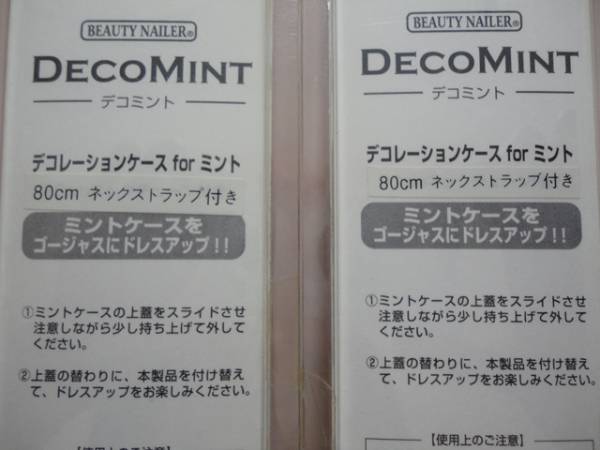 BEAUTY NAILER®
DECOMINT
デコミント
デコレーションケース for ミント
80cm ネックストラップ付き
ミントケースを
ゴージャスにドレスアップ!!
①ミントケースの上蓋をスライドさせ
注意しながら少し持ち上げて外して
ください。
②上蓋の替わりに、本製品を付け替え
て、ドレスアップをお楽しみください。
【使用上のご注意】
BEAUTY NAILER®
DECOMINT
デコミント
デコレーションケース for ミント
80cm ネックストラップ付き
ミントケースを
ゴージャスにドレスアップ!!
①ミントケースの上蓋をスライドさせ
注意しながら少し持ち上げて外して
ください。
②上蓋の替わりに、本製品を付け替え
て、ドレスアップをお楽しみください。
【使用上のご注意】